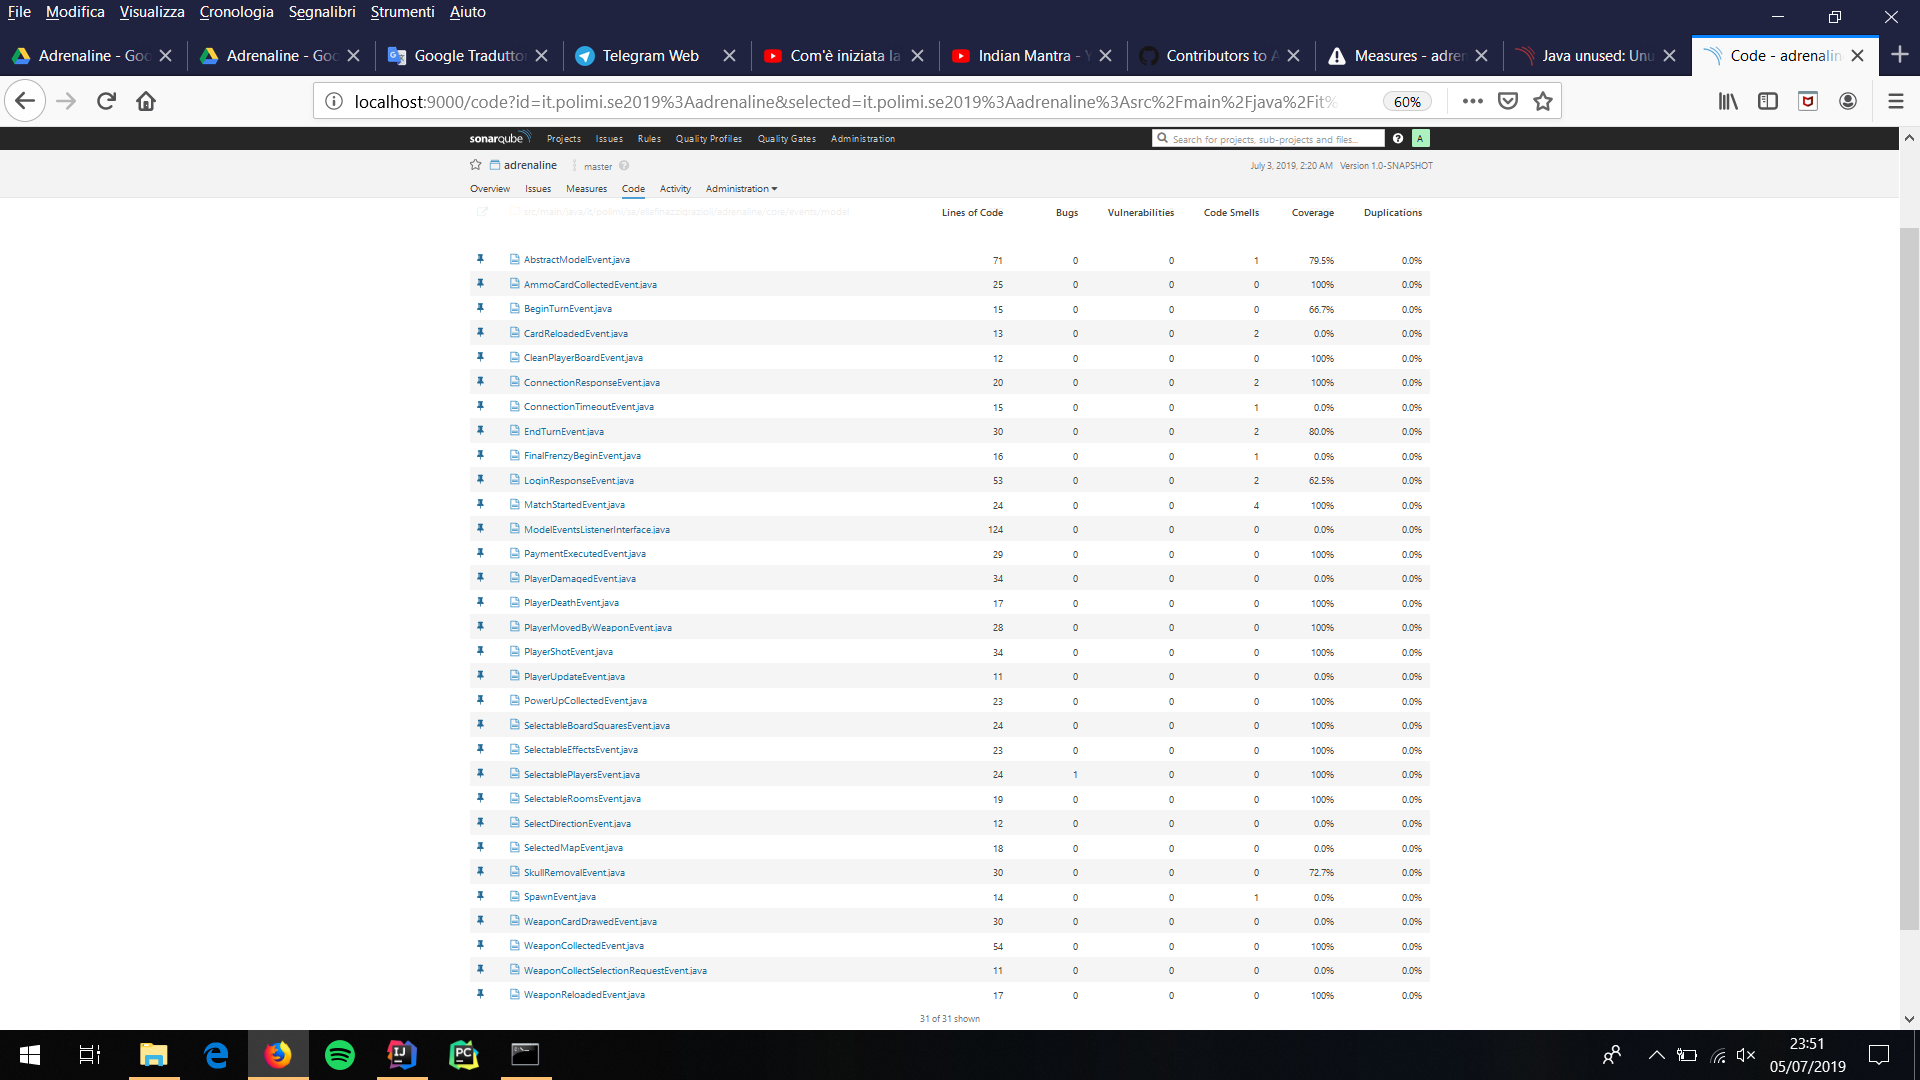 File Modifica Visualizza Cronologia Segnalibri Strumenti Aiuto
Adrenaline - Goo Adrenaline - Goo Google Traduttor Telegram Web Com'è iniziata la Indian Mantra - Y Contributors to A Measures - adren Java unused: Unu Code - adrenalin
localhost:9000/code?id=it.polimi.se2019%3Aadrenaline&selected=it.polimi.se2019%3Aadrenaline%3Asrc%2Fmain%2Fjava%2Fit% 60%
sonarqube Projects Issues Rules Quality Profiles Quality Gates Administration Search for projects, sub-projects and files... ? A
adrenaline master ? July 3, 2019, 2:20 AM Version 1.0-SNAPSHOT
Overview Issues Measures Code Activity Administration
Lines of Code Bugs Vulnerabilities Code Smells Coverage Duplications
AbstractModelEvent.java 71 0 0 1 79.5% 0.0%
AmmoCardCollectedEvent.java 25 0 0 0 100% 0.0%
BeginTurnEvent.java 15 0 0 0 66.7% 0.0%
CardReloadedEvent.java 13 0 0 2 0.0% 0.0%
CleanPlayerBoardEvent.java 12 0 0 0 100% 0.0%
ConnectionResponseEvent.java 20 0 0 2 100% 0.0%
ConnectionTimeoutEvent.java 15 0 0 1 0.0% 0.0%
EndTurnEvent.java 30 0 0 2 80.0% 0.0%
FinalFrenzyBeginEvent.java 16 0 0 1 0.0% 0.0%
LoginResponseEvent.java 53 0 0 2 62.5% 0.0%
MatchStartedEvent.java 24 0 0 4 100% 0.0%
ModelEventsListenerInterface.java 124 0 0 0 0.0% 0.0%
PaymentExecutedEvent.java 29 0 0 0 100% 0.0%
PlayerDamagedEvent.java 34 0 0 0 0.0% 0.0%
PlayerDeathEvent.java 17 0 0 0 100% 0.0%
PlayerMovedByWeaponEvent.java 28 0 0 0 100% 0.0%
PlayerShotEvent.java 34 0 0 0 100% 0.0%
PlayerUpdateEvent.java 11 0 0 0 0.0% 0.0%
PowerUpCollectedEvent.java 23 0 0 0 100% 0.0%
SelectableBoardSquaresEvent.java 24 0 0 0 100% 0.0%
SelectableEffectsEvent.java 23 0 0 0 100% 0.0%
SelectablePlayersEvent.java 24 1 0 0 100% 0.0%
SelectableRoomsEvent.java 19 0 0 0 100% 0.0%
SelectDirectionEvent.java 12 0 0 0 0.0% 0.0%
SelectedMapEvent.java 18 0 0 0 0.0% 0.0%
SkullRemovalEvent.java 30 0 0 0 72.7% 0.0%
SpawnEvent.java 14 0 0 1 0.0% 0.0%
WeaponCardDrawedEvent.java 30 0 0 0 0.0% 0.0%
WeaponCollectedEvent.java 54 0 0 0 100% 0.0%
WeaponCollectSelectionRequestEvent.java 11 0 0 0 0.0% 0.0%
WeaponReloadedEvent.java 17 0 0 0 100% 0.0%
31 of 31 shown
23:51
05/07/2019